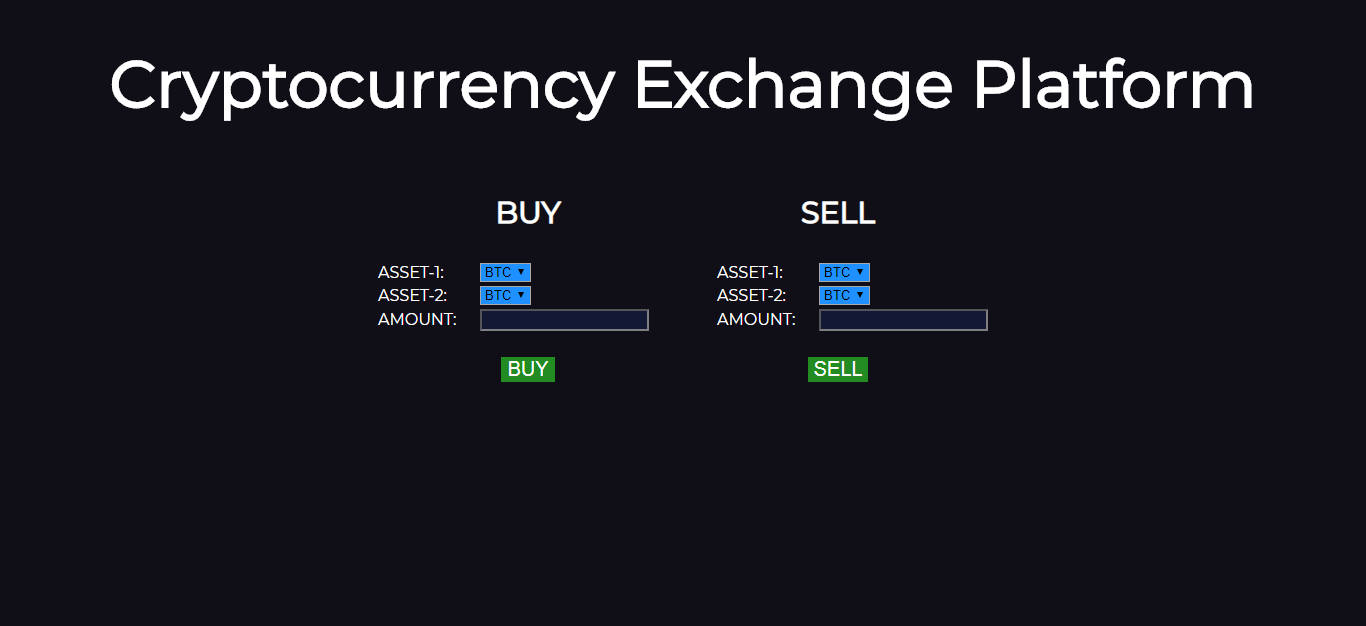 Cryptocurrency Exchange Platform
BUY
ASSET-1: BTC
ASSET-2: BTC
AMOUNT:
BUY
SELL
ASSET-1: BTC
ASSET-2: BTC
AMOUNT:
SELL